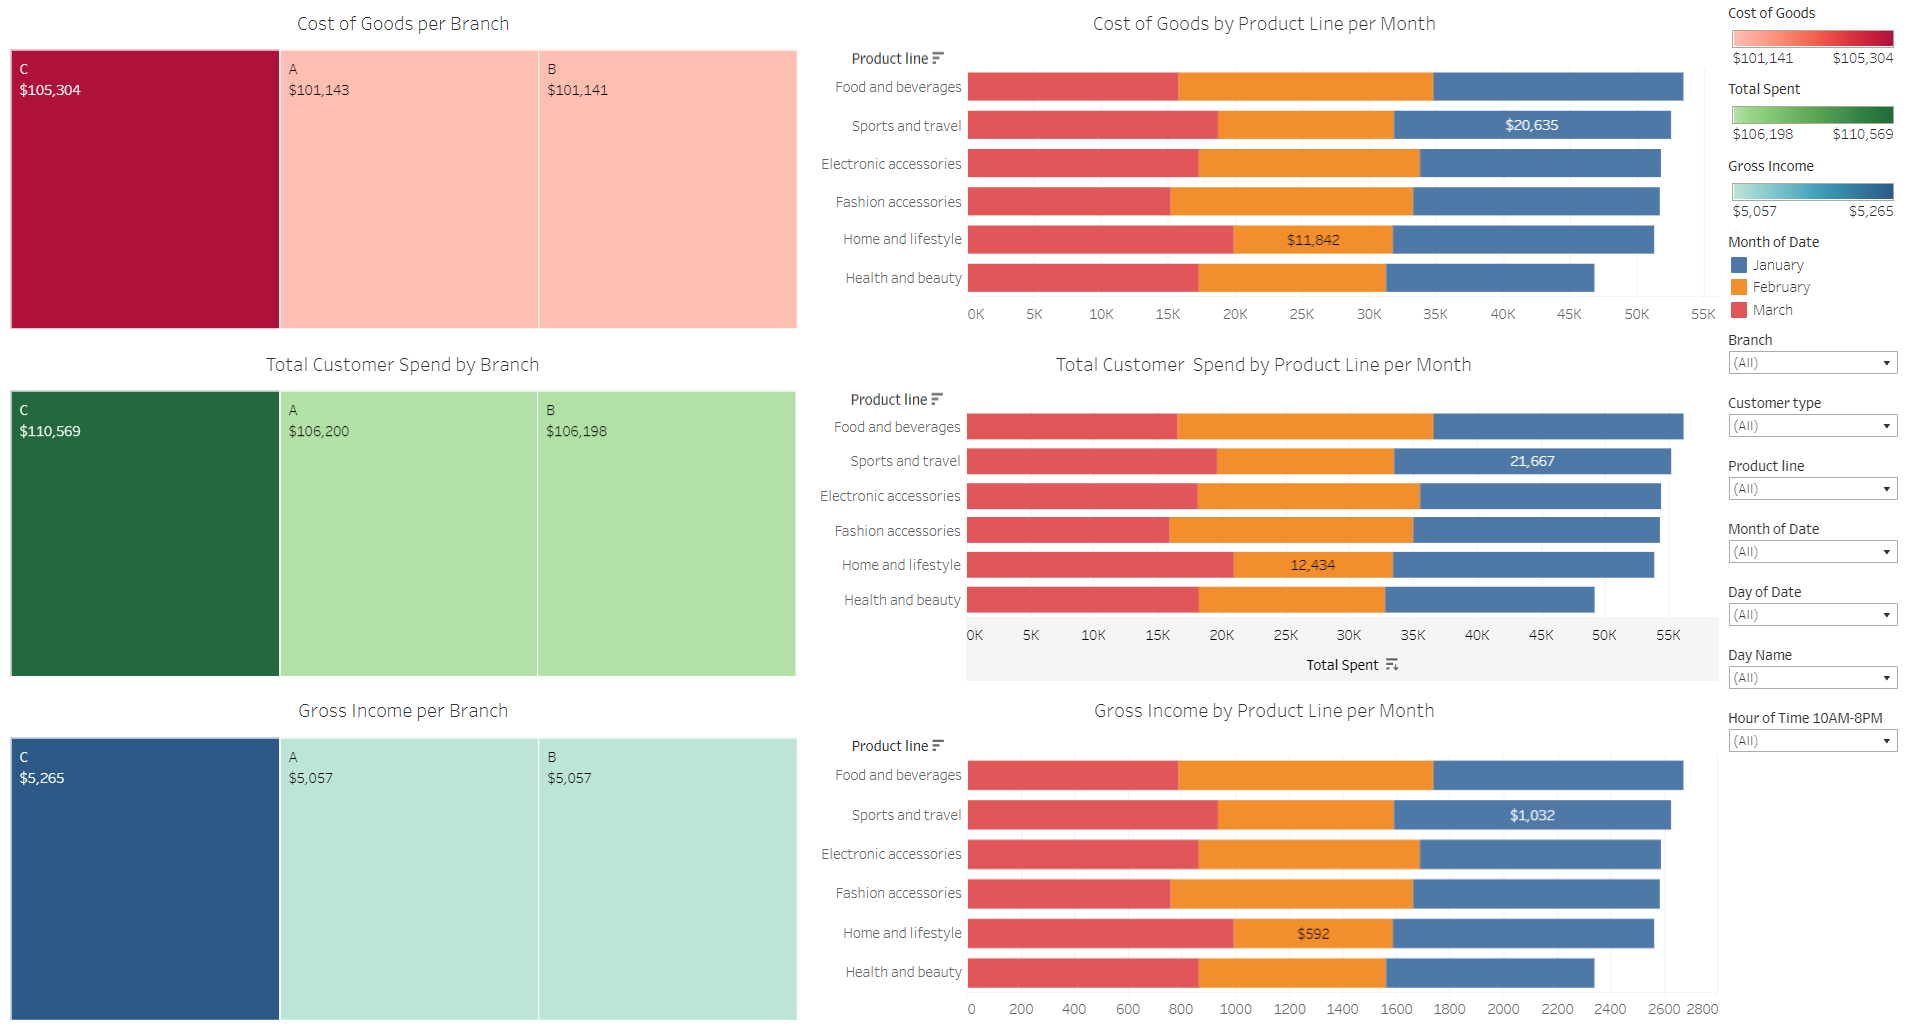 Cost of Goods per Branch
C
$105,304
A
$101,143
B
$101,141
Cost of Goods by Product Line per Month
Product line
Food and beverages
Sports and travel
$20,635
Electronic accessories
Fashion accessories
Home and lifestyle
$11,842
Health and beauty
0K 5K 10K 15K 20K 25K 30K 35K 40K 45K 50K 55K
Total Customer Spend by Branch
C
$110,569
A
$106,200
B
$106,198
Total Customer Spend by Product Line per Month
Product line
Food and beverages
Sports and travel
21,667
Electronic accessories
Fashion accessories
Home and lifestyle
12,434
Health and beauty
0K 5K 10K 15K 20K 25K 30K 35K 40K 45K 50K 55K
Total Spent
Gross Income per Branch
C
$5,265
A
$5,057
B
$5,057
Gross Income by Product Line per Month
Product line
Food and beverages
Sports and travel
$1,032
Electronic accessories
Fashion accessories
Home and lifestyle
$592
Health and beauty
0 200 400 600 800 1000 1200 1400 1600 1800 2000 2200 2400 2600 2800
Cost of Goods
$101,141 $105,304
Total Spent
$106,198 $110,569
Gross Income
$5,057 $5,265
Month of Date
January
February
March
Branch
(All)
Customer type
(All)
Product line
(All)
Month of Date
(All)
Day of Date
(All)
Day Name
(All)
Hour of Time 10AM-8PM
(All)